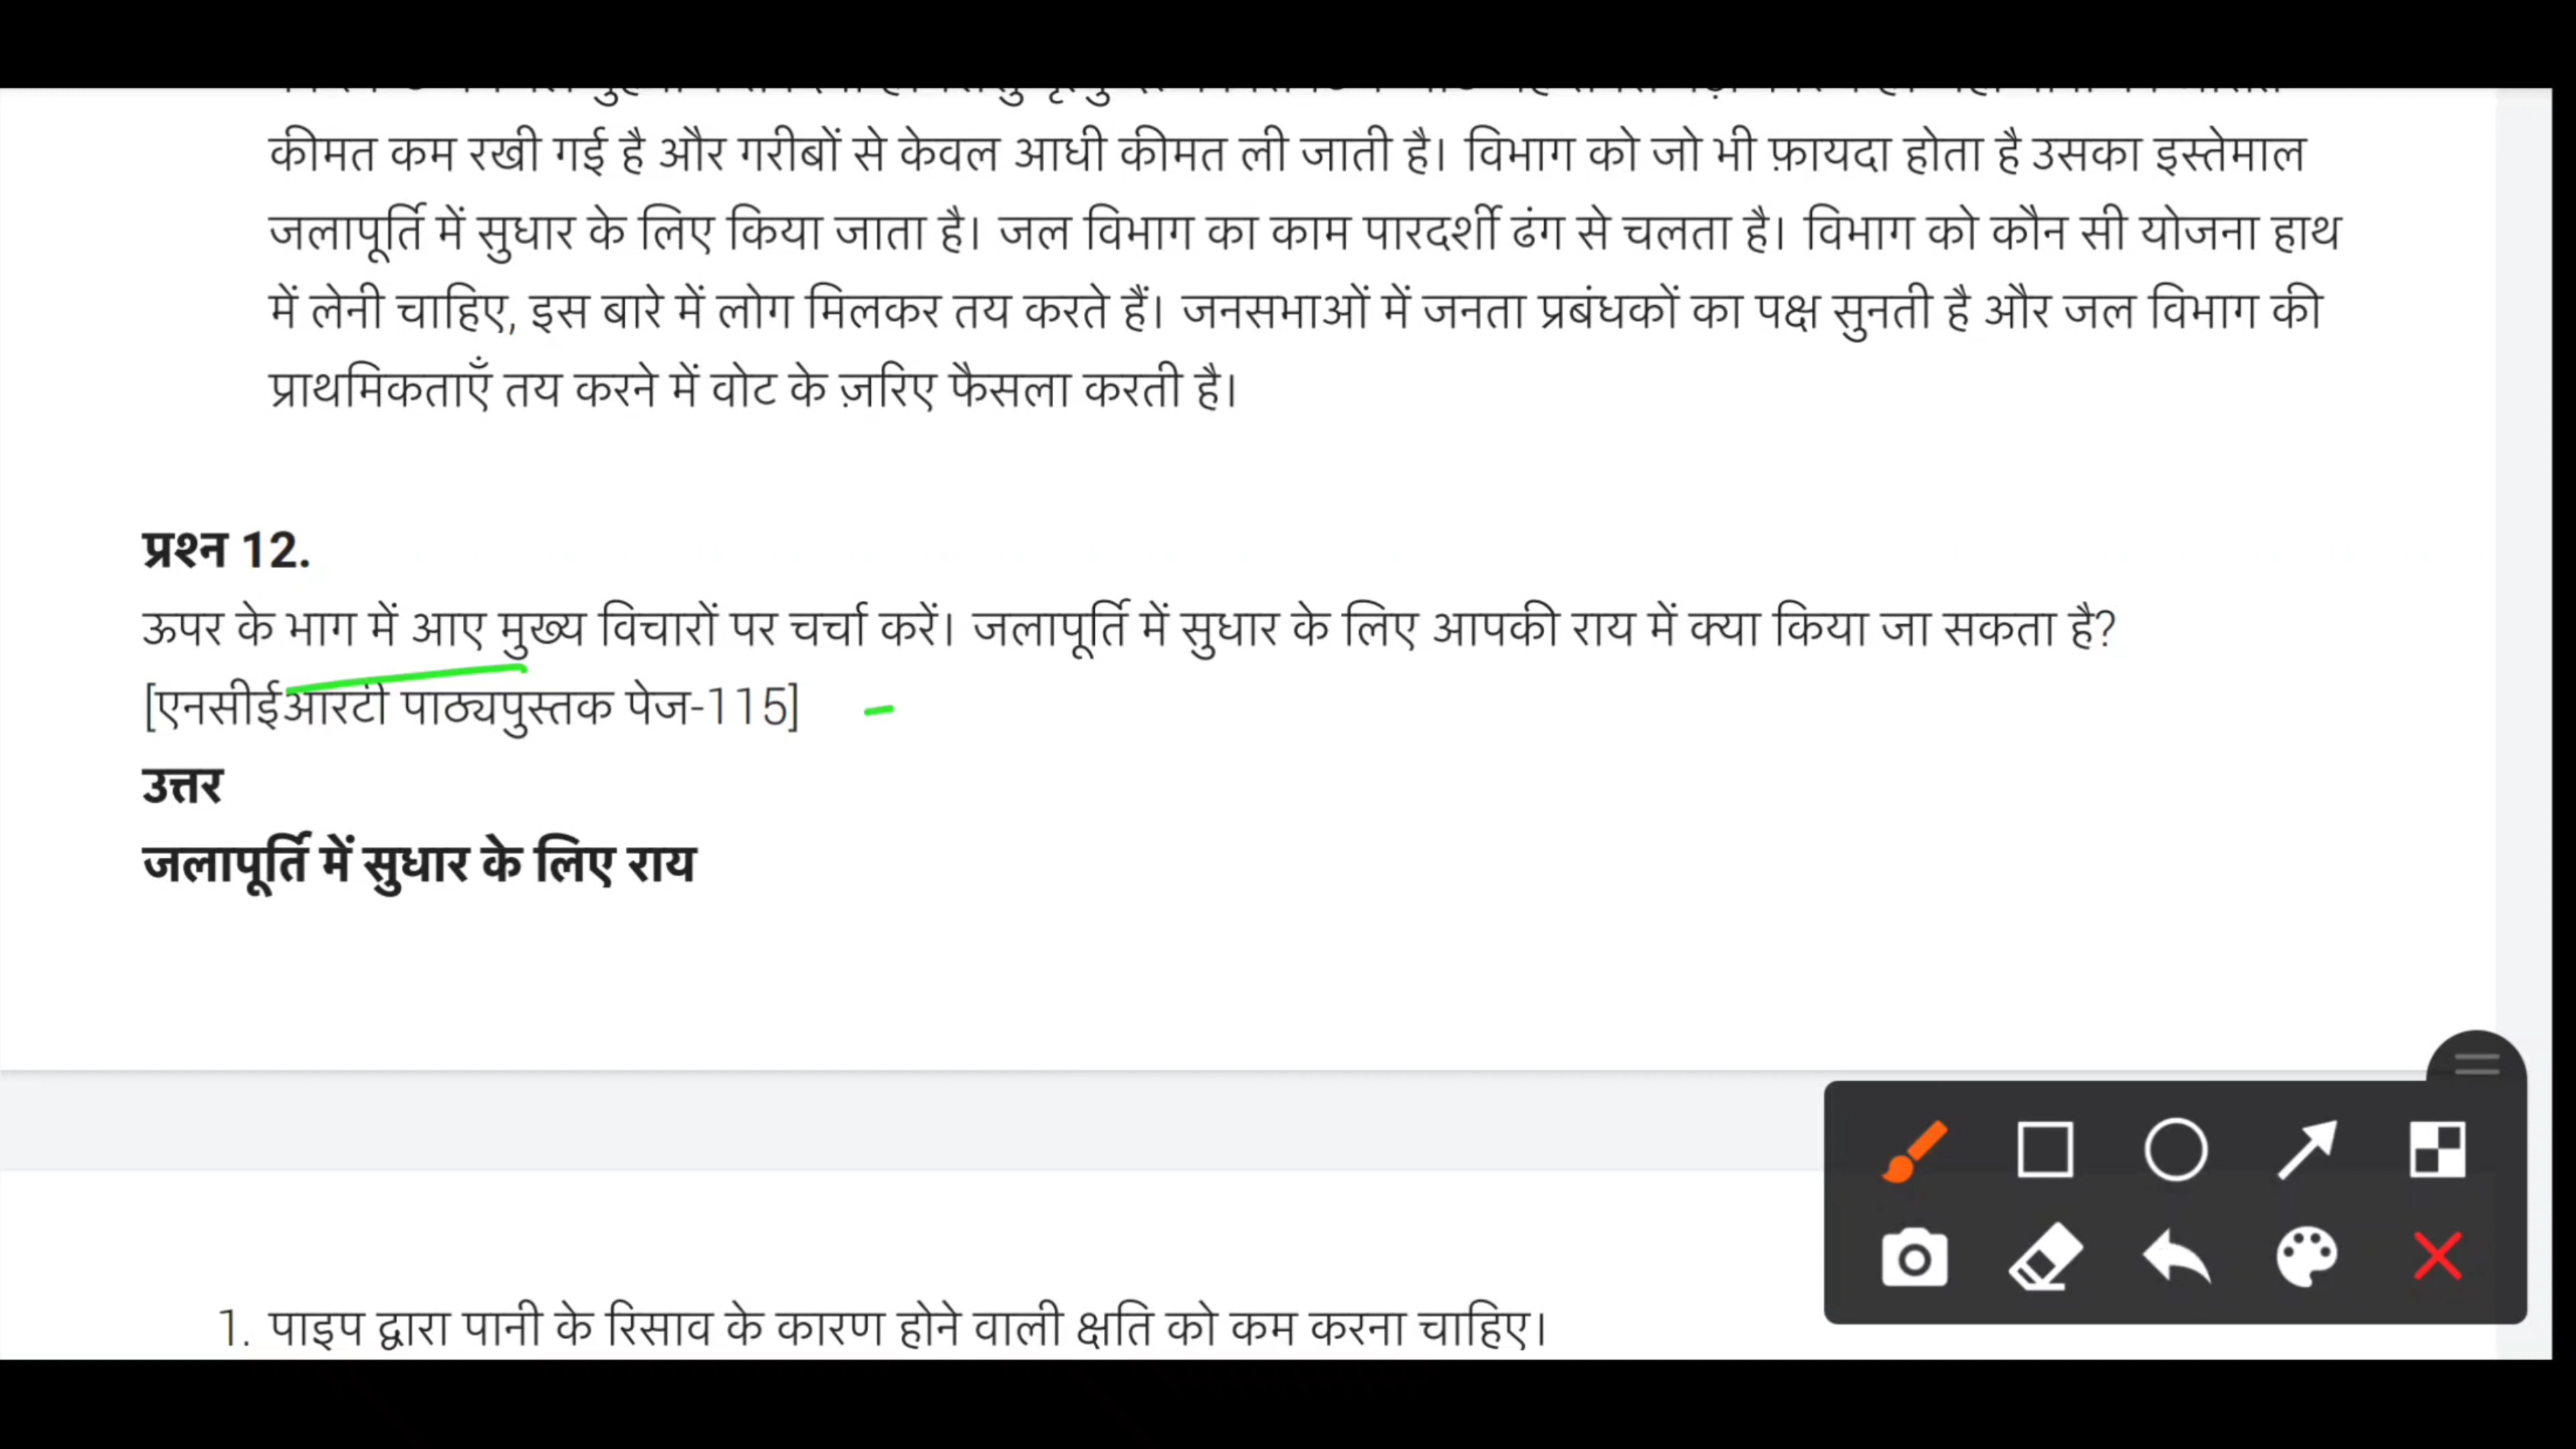 कीमत कम रखी गई है और गरीबों से केवल आधी कीमत ली जाती है। विभाग को जो भी फ़ायदा होता है उसका इस्तेमाल
जलापूर्ति में सुधार के लिए किया जाता है। जल विभाग का काम पारदर्शी ढंग से चलता है। विभाग को कौन सी योजना हाथ
में लेनी चाहिए, इस बारे में लोग मिलकर तय करते हैं। जनसभाओं में जनता प्रबंधकों का पक्ष सुनती है और जल विभाग की
प्राथमिकताएँ तय करने में वोट के ज़रिए फैसला करती है।
प्रश्न 12.
ऊपर के भाग में आए मुख्य विचारों पर चर्चा करें। जलापूर्ति में सुधार के लिए आपकी राय में क्या किया जा सकता है?
[एनसीईआरटी पाठ्यपुस्तक पेज-115]
उत्तर
जलापूर्ति में सुधार के लिए राय
1. पाइप द्वारा पानी के रिसाव के कारण होने वाली क्षति को कम करना चाहिए।